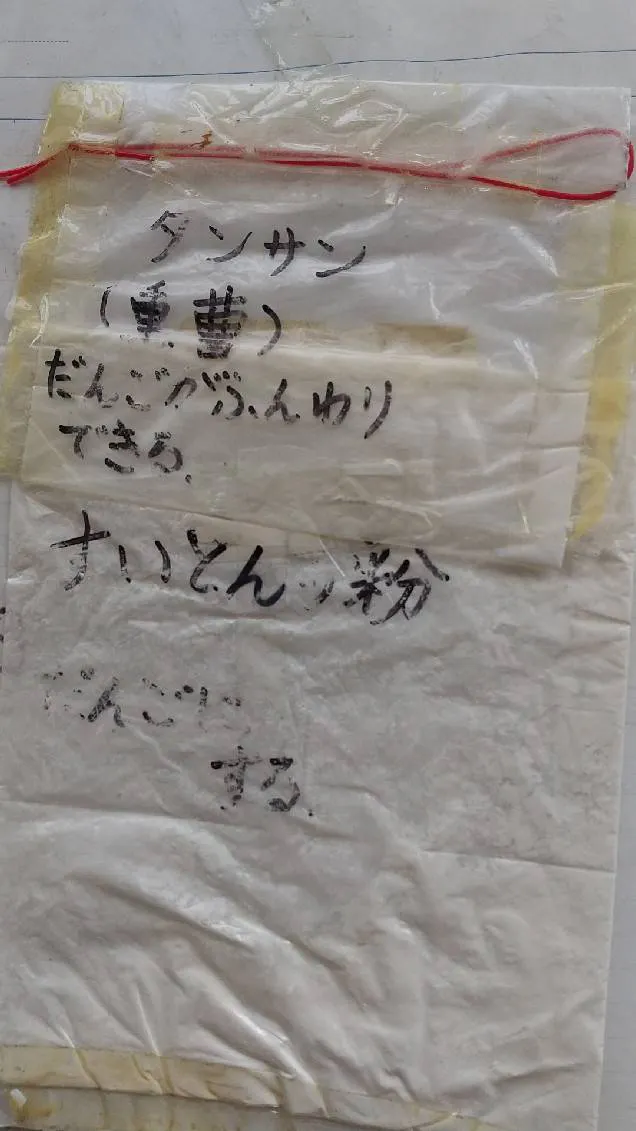 タンサン
(重曹)
だんごがふんわり
できる.
すいとんノ粉
だんごに
する.